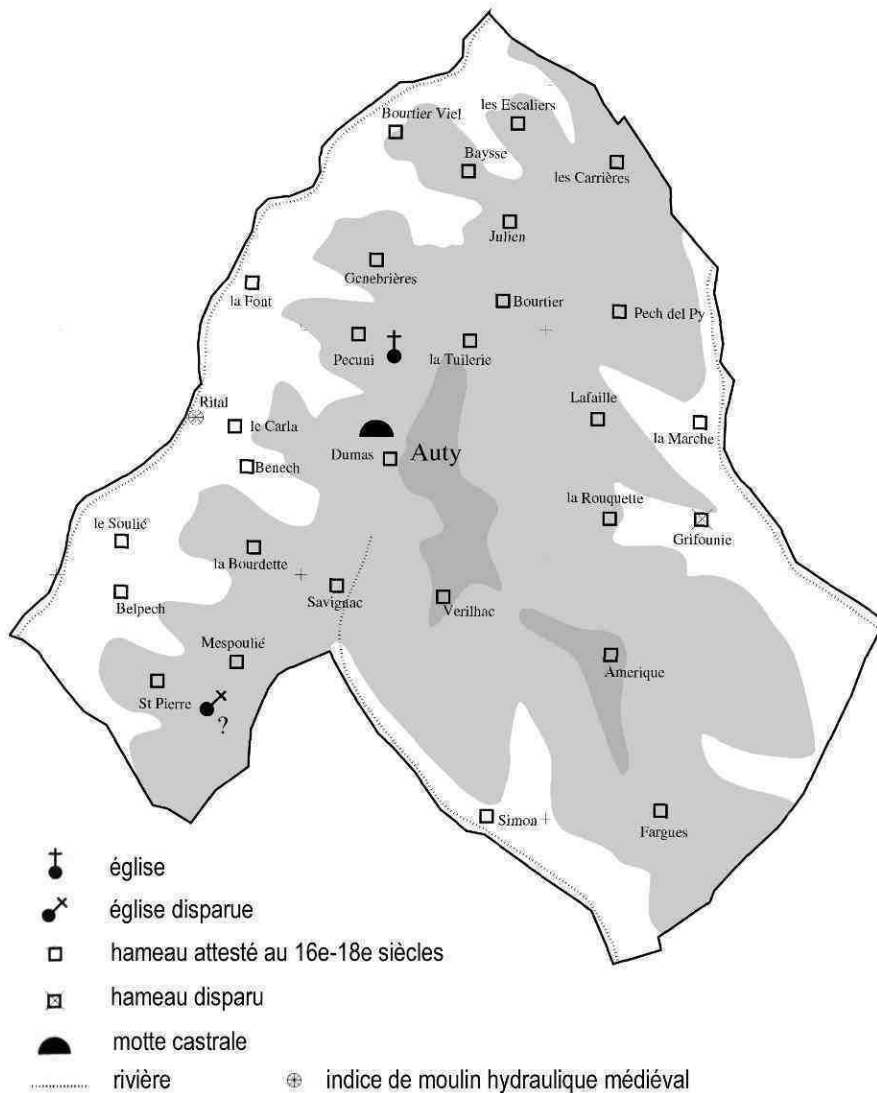 les Escaliers
Bourtier Viel
Baysse
les Carrières
Julien
Genebrières
la Font
Bourtier
Pech del Py
Pecuni
la Tuilerie
Rital
Lafaille
le Carla
la Marche
Dumas
Auty
Benech
la Rouquette
le Soulié
Grifounie
la Bourdette
Savignac
Belpech
Verilhac
Mespoulié
Amerique
St Pierre
?
Simon
Fargues
église
église disparue
hameau attesté au 16e-18e siècles
hameau disparu
motte castrale
rivière
indice de moulin hydraulique médiéval